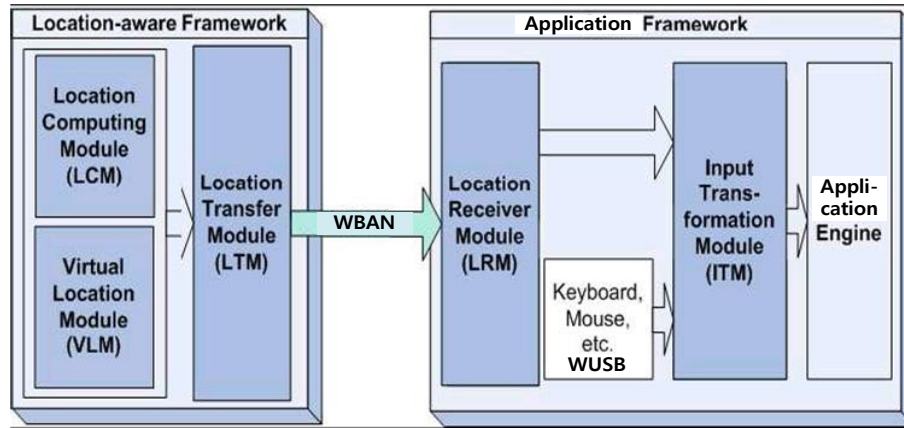 Location-aware Framework
Application Framework
Location
Computing
Module
(LCM)
Virtual
Location
Module
(VLM)
Location
Transfer
Module
(LTM)
WBAN
Location
Receiver
Module
(LRM)
Keyboard,
Mouse,
etc.
WUSB
Input
Trans-
formation
Module
(ITM)
Appli-
cation
Engine